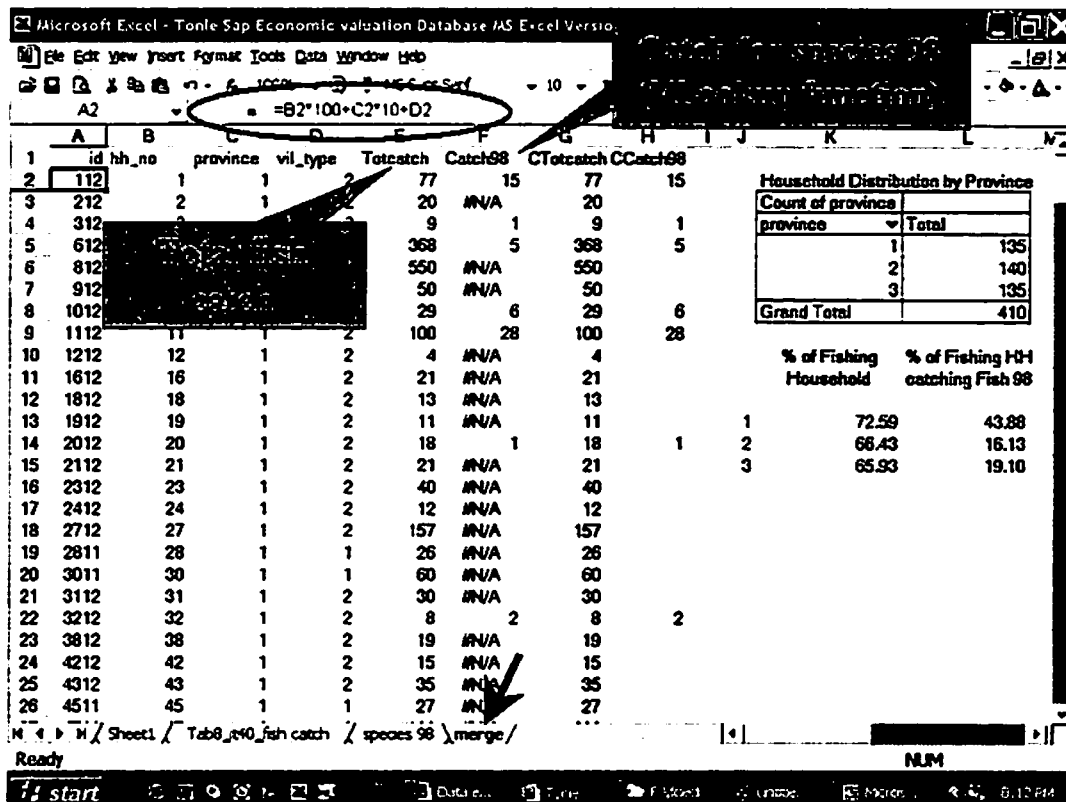 Microsoft Excel - Tonle Sap Economic valuation Database MS Excel Versio
File Edit View Insert Format Tools Data Window Help
10
A2 = =B2*100+C2*10+D2
Catch for species 98
A B C D E F G H I J K L M
1 id hh_no province vil_type Totcatch Catch98 CTotcatch CCatch98
2 112 1 1 2 77 15 77 15 Household Distribution by Province
3 212 2 1 20 #N/A 20 Count of province
4 312 9 1 9 1 province Total
5 612 368 5 368 5 1 135
6 812 550 #N/A 550 2 140
7 912 50 #N/A 50 3 135
8 1012 29 6 29 6 Grand Total 410
9 1112 11 1 2 100 28 100 28
10 1212 12 1 2 4 #N/A 4 % of Fishing % of Fishing HH
11 1612 16 1 2 21 #N/A 21 Household catching Fish 98
12 1812 18 1 2 13 #N/A 13
13 1912 19 1 2 11 #N/A 11 1 72.59 43.88
14 2012 20 1 2 18 1 18 1 2 66.43 16.13
15 2112 21 1 2 21 #N/A 21 3 65.93 19.10
16 2312 23 1 2 40 #N/A 40
17 2412 24 1 2 12 #N/A 12
18 2712 27 1 2 157 #N/A 157
19 2811 28 1 1 26 #N/A 26
20 3011 30 1 1 60 #N/A 60
21 3112 31 1 2 30 #N/A 30
22 3212 32 1 2 8 2 8 2
23 3812 38 1 2 19 #N/A 19
24 4212 42 1 2 15 #N/A 15
25 4312 43 1 2 35 35
26 4511 45 1 1 27 27
Sheet1 / Tab8_jt40_fish catch / species 98 \ merge /
Ready NUM
start 8:12 PM